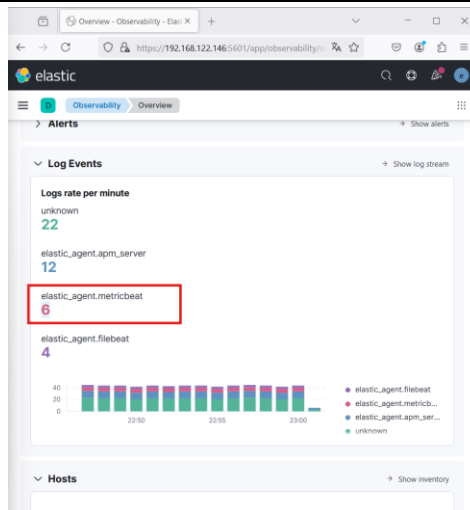 Overview - Observability - Elast
https://192.168.122.146:5601/app/observability/o
elastic
e
D
Observability
Overview
Alerts
Show alerts
Log Events
Show log stream
Logs rate per minute
unknown
22
elastic_agent.apm_server
12
elastic_agent.metricbeat
6
elastic_agent.filebeat
4
40
20
0
22:50
22:55
23:00
elastic_agent.filebeat
elastic_agent.metricb...
elastic_agent.apm_ser...
unknown
Hosts
Show inventory